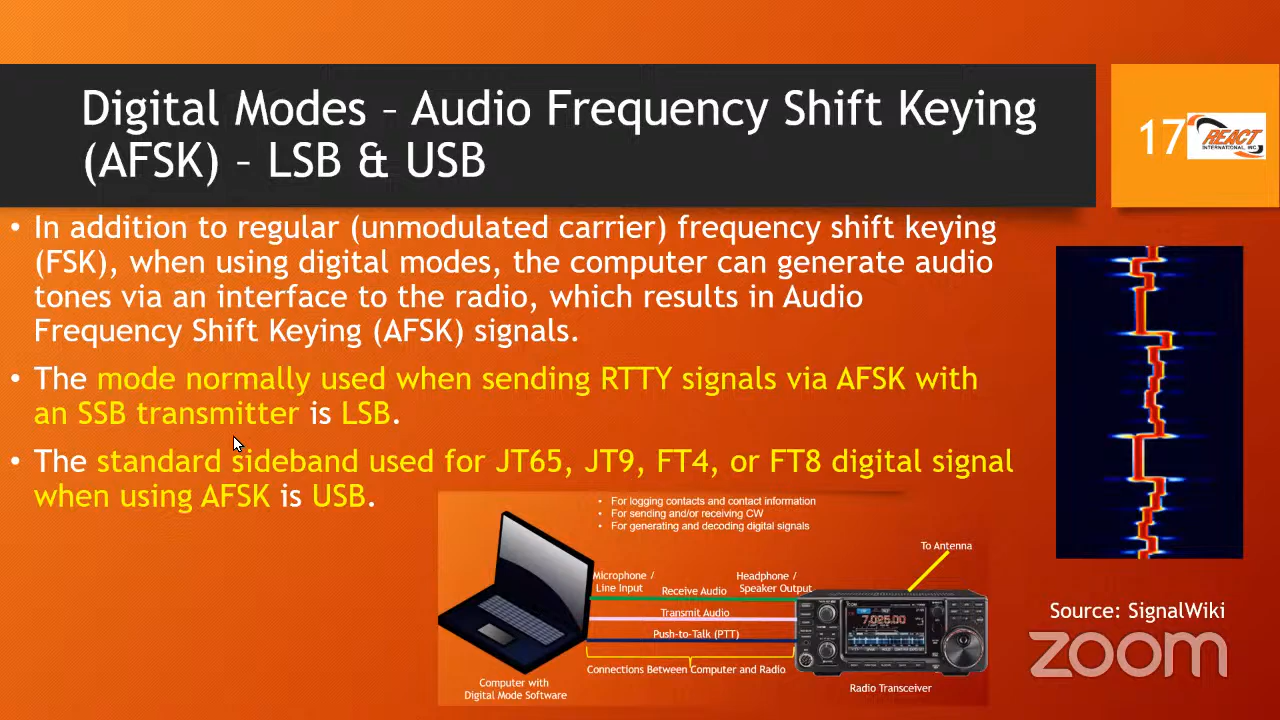 Digital Modes – Audio Frequency Shift Keying
(AFSK) – LSB & USB
17
REACT
INTERNATIONAL, INC.
• In addition to regular (unmodulated carrier) frequency shift keying
(FSK), when using digital modes, the computer can generate audio
tones via an interface to the radio, which results in Audio
Frequency Shift Keying (AFSK) signals.
• The mode normally used when sending RTTY signals via AFSK with
an SSB transmitter is LSB.
• The standard sideband used for JT65, JT9, FT4, or FT8 digital signal
when using AFSK is USB.
• For logging contacts and contact information
• For sending and/or receiving CW
• For generating and decoding digital signals
To Antenna
Microphone /
Line Input
Headphone /
Speaker Output
Receive Audio
Transmit Audio
Push-to-Talk (PTT)
Connections Between Computer and Radio
Computer with
Digital Mode Software
7.025.00
Radio Transceiver
Source: SignalWiki
zoom